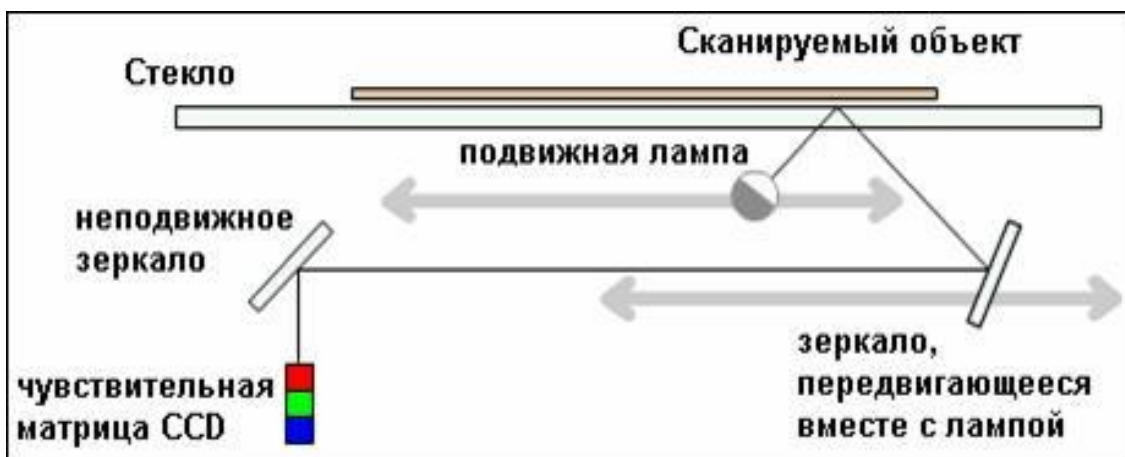 Сканируемый объект
Стекло
подвижная лампа
неподвижное
зеркало
зеркало,
передвигающееся
вместе с лампой
чувствительная
матрица CCD